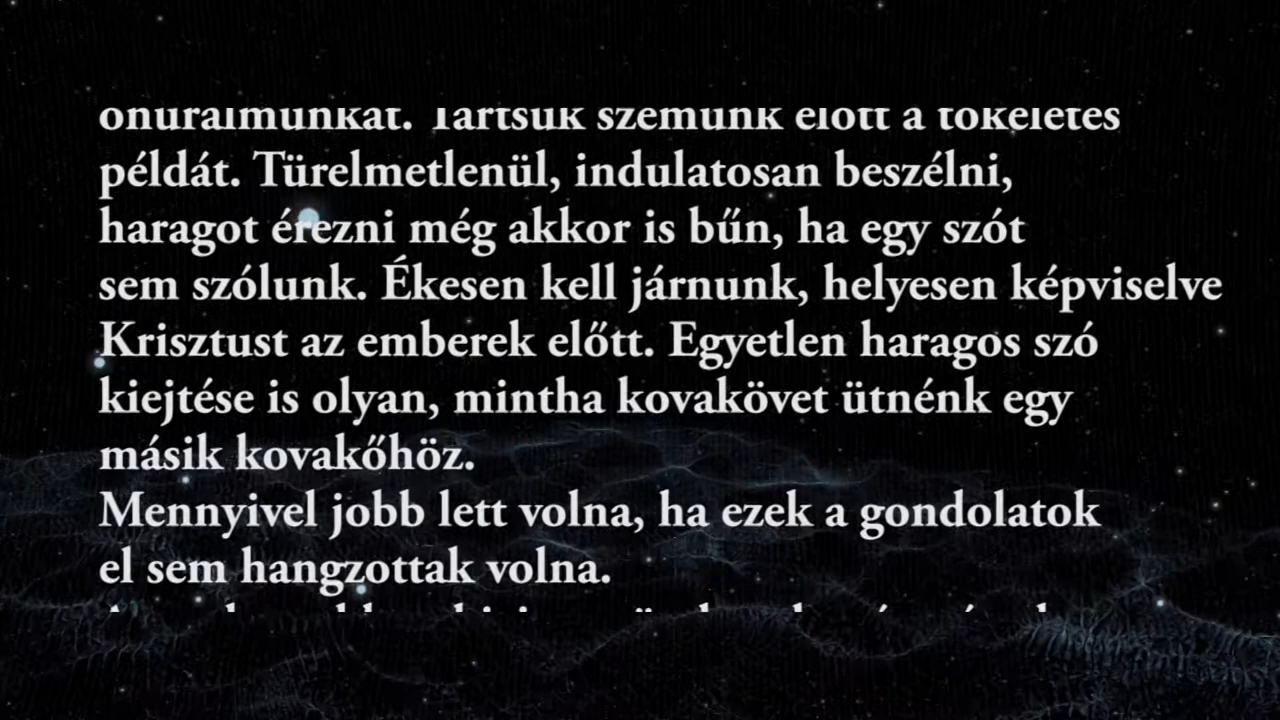 önuralmunkat. Tartsuk szemünk előtt a tökéletes
példát. Türelmetlenül, indulatosan beszélni,
haragot érezni még akkor is bűn, ha egy szót
sem szólunk. Ékesen kell járnunk, helyesen képviselve
Krisztust az emberek előtt. Egyetlen haragos szó
kiejtése is olyan, mintha kovakövet ütnénk egy
másik kovakőhöz.
Mennyivel jobb lett volna, ha ezek a gondolatok
el sem hangzottak volna.